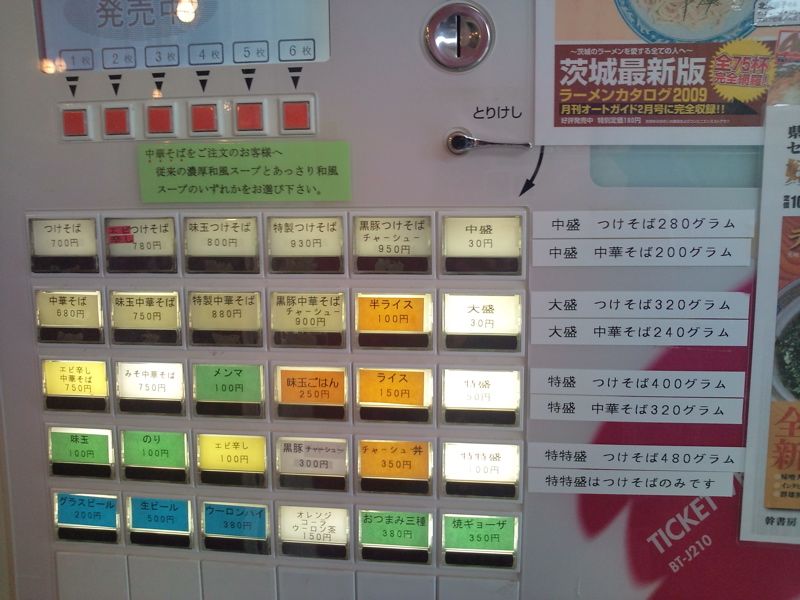 発売中
1枚 2枚 3枚 4枚 5枚 6枚
とりけし
中華そばをご注文のお客様へ
従来の濃厚和風スープとあっさり和風
スープのいずれかをお選び下さい。
〜茨城のラーメンを愛する全ての人へ〜
茨城最新版
ラーメンカタログ2009
月刊オートガイド2月号に完全収録!!
好評発売中 特別定価180円
全75杯
完全網羅!
つけそば
700円
エビ辛し
つけそば
780円
味玉つけそば
800円
特製つけそば
930円
黒豚つけそば
チャーシュー
950円
中盛
30円
中盛 つけそば280グラム
中盛 中華そば200グラム
中華そば
680円
味玉中華そば
750円
特製中華そば
880円
黒豚中華そば
チャーシュー
900円
半ライス
100円
大盛
30円
大盛 つけそば320グラム
大盛 中華そば240グラム
エビ辛し
中華そば
750円
みそ中華そば
750円
メンマ
100円
味玉ごはん
250円
ライス
150円
特盛
50円
特盛 つけそば400グラム
特盛 中華そば320グラム
味玉
100円
のり
100円
エビ辛し
100円
黒豚チャーシュー
300円
チャーシュー丼
350円
特特盛
100円
特特盛 つけそば480グラム
特特盛はつけそばのみです
グラスビール
200円
生ビール
500円
ウーロンハイ
380円
オレンジ
コーラ
ウーロン茶
150円
おつまみ三種
380円
焼ギョーザ
350円
TICKET
BT-J210
幹書房